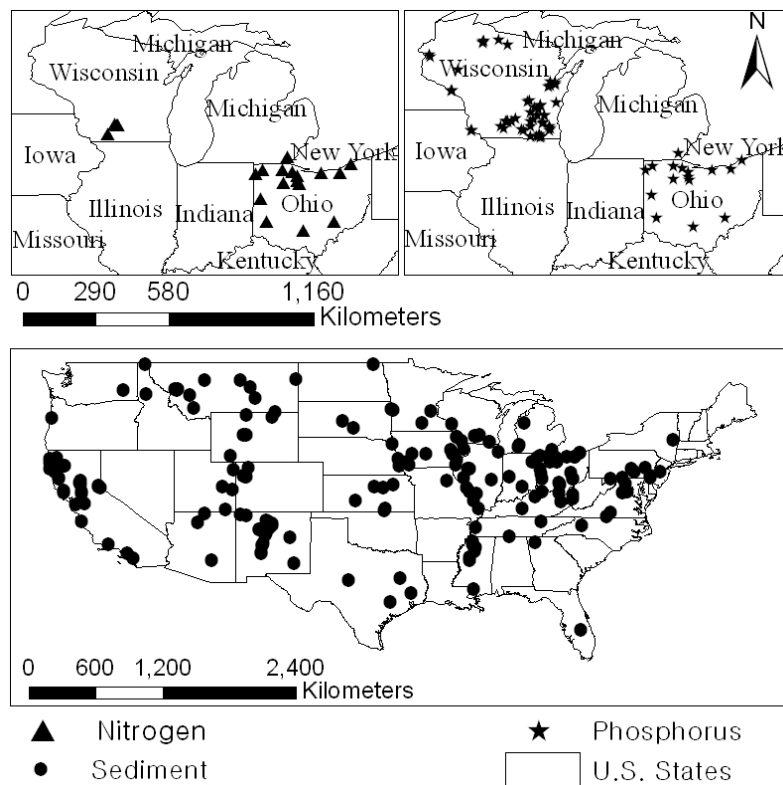 Michigan
Wisconsin
Michigan
Iowa
New York
Illinois
Indiana
Ohio
Missouri
Kentucky
N
Michigan
Wisconsin
Michigan
Iowa
New York
Illinois
Indiana
Ohio
Missouri
Kentucky
0 290 580 1,160
Kilometers
0 600 1,200 2,400
Kilometers
Nitrogen
Phosphorus
Sediment
U.S. States